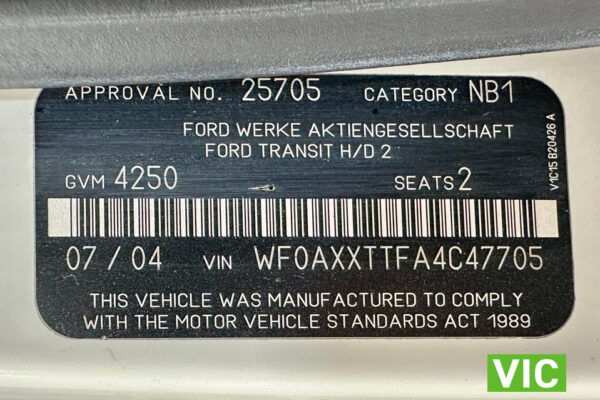 APPROVAL NO. 25705 CATEGORY NB1
FORD WERKE AKTIENGESELLSCHAFT
FORD TRANSIT H/D 2
GVM 4250 SEATS 2
07 / 04 VIN WF0AXXTTFA4C47705
THIS VEHICLE WAS MANUFACTURED TO COMPLY
WITH THE MOTOR VEHICLE STANDARDS ACT 1989
V1C15 B20426 A
VIC